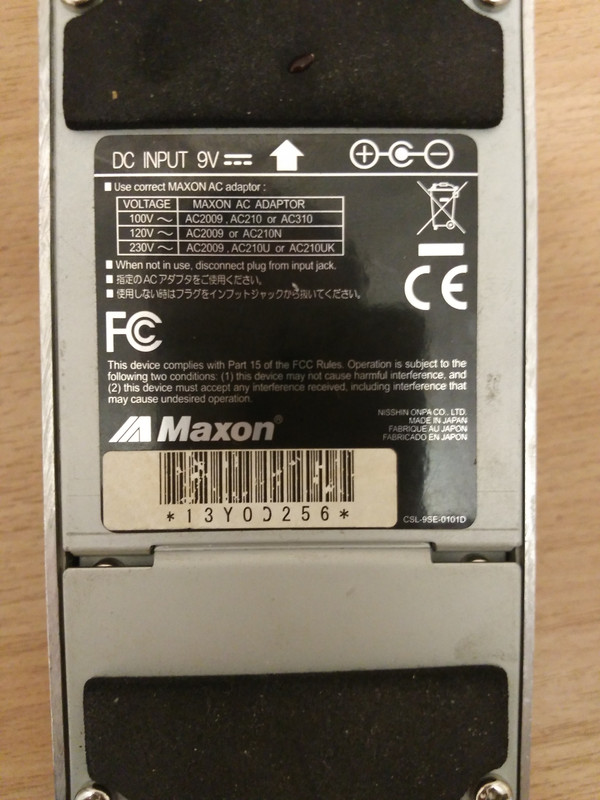 DC INPUT 9V
■ Use correct MAXON AC adaptor :
VOLTAGE MAXON AC ADAPTOR
100V ～ AC2009 , AC210 or AC310
120V ～ AC2009 or AC210N
230V ～ AC2009 , AC210U or AC210UK
■ When not in use, disconnect plug from input jack.
■ 指定のACアダプタをご使用ください。
■ 使用しない時はプラグをインプットジャックから抜いてください。
CE
FC
This device complies with Part 15 of the FCC Rules. Operation is subject to the
following two conditions: (1) this device may not cause harmful interference, and
(2) this device must accept any interference received, including interference that
may cause undesired operation.
Maxon®
NISSHIN ONPA CO., LTD.
MADE IN JAPAN
FABRIQUE AU JAPON
FABRICADO EN JAPON
*13Y00256*
CSL-9SE-0101D